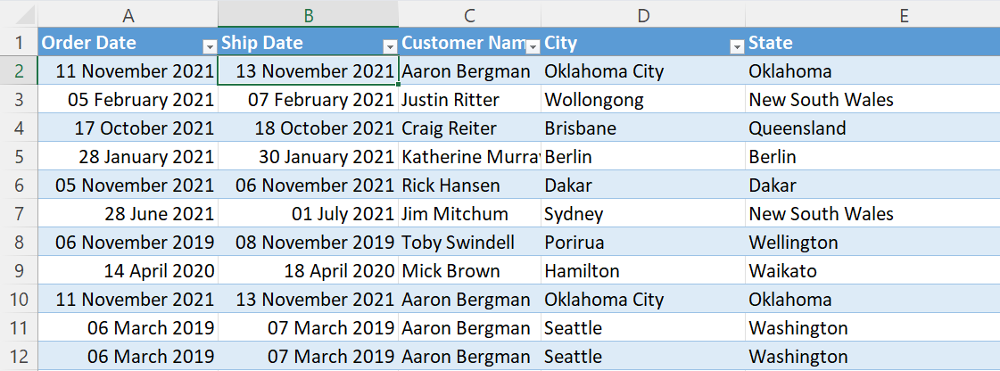 A B C D E
1 Order Date Ship Date Customer Nam City State
2 11 November 2021 13 November 2021 Aaron Bergman Oklahoma City Oklahoma
3 05 February 2021 07 February 2021 Justin Ritter Wollongong New South Wales
4 17 October 2021 18 October 2021 Craig Reiter Brisbane Queensland
5 28 January 2021 30 January 2021 Katherine Murray Berlin Berlin
6 05 November 2021 06 November 2021 Rick Hansen Dakar Dakar
7 28 June 2021 01 July 2021 Jim Mitchum Sydney New South Wales
8 06 November 2019 08 November 2019 Toby Swindell Porirua Wellington
9 14 April 2020 18 April 2020 Mick Brown Hamilton Waikato
10 11 November 2021 13 November 2021 Aaron Bergman Oklahoma City Oklahoma
11 06 March 2019 07 March 2019 Aaron Bergman Seattle Washington
12 06 March 2019 07 March 2019 Aaron Bergman Seattle Washington